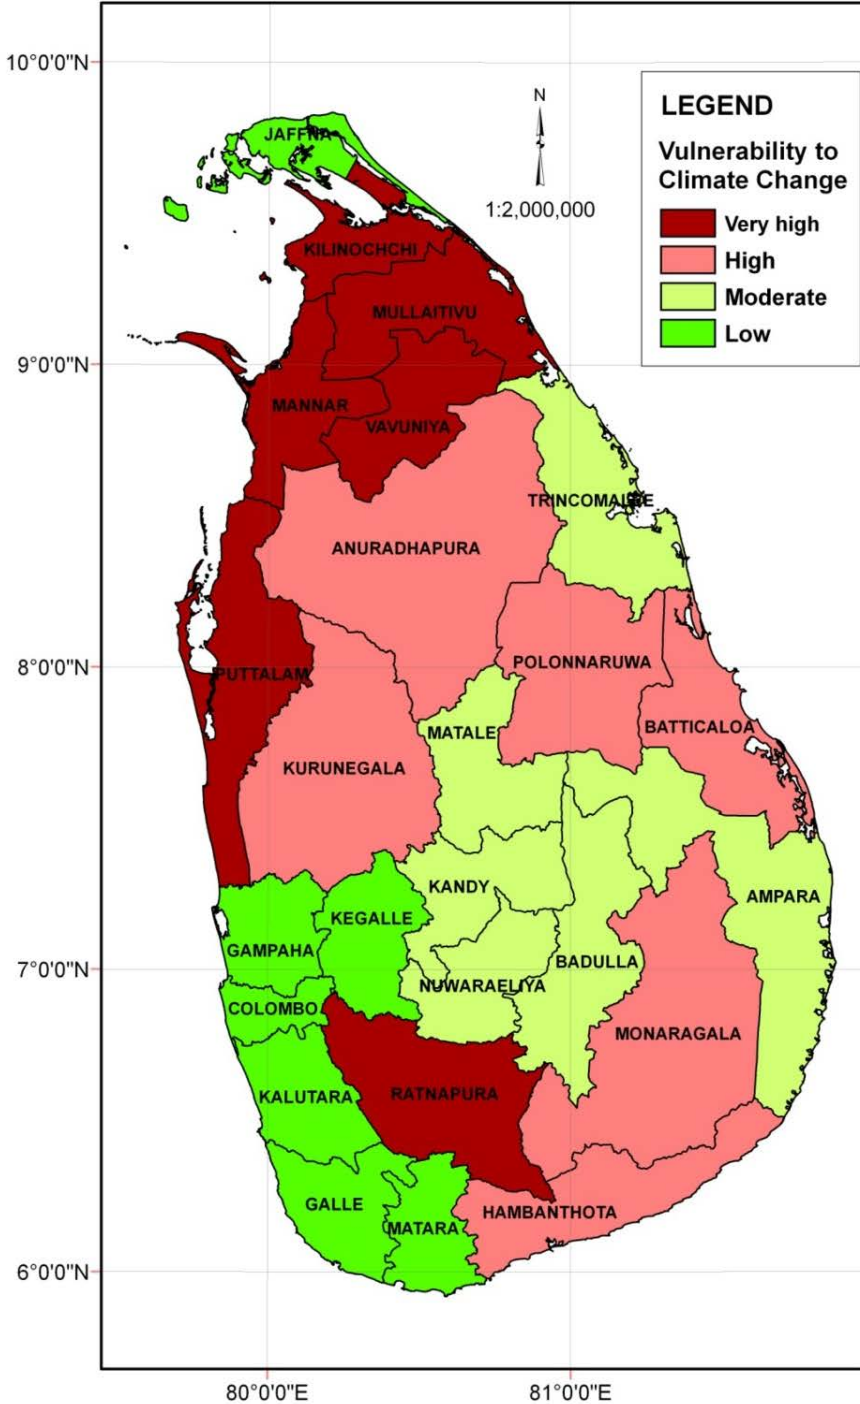 10°0'0"N
9°0'0"N
8°0'0"N
7°0'0"N
6°0'0"N
80°0'0"E
81°0'0"E
N
1:2,000,000
LEGEND
Vulnerability to
Climate Change
Very high
High
Moderate
Low
JAFFNA
KILINOCHCHI
MULLAITIVU
MANNAR
VAVUNIYA
TRINCOMALEE
ANURADHAPURA
POLONNARUWA
PUTTALAM
BATTICALOA
MATALE
KURUNEGALA
KANDY
AMPARA
KEGALLE
GAMPAHA
BADULLA
NUWARAELIYA
COLOMBO
MONARAGALA
RATNAPURA
KALUTARA
GALLE
HAMBANTHOTA
MATARA